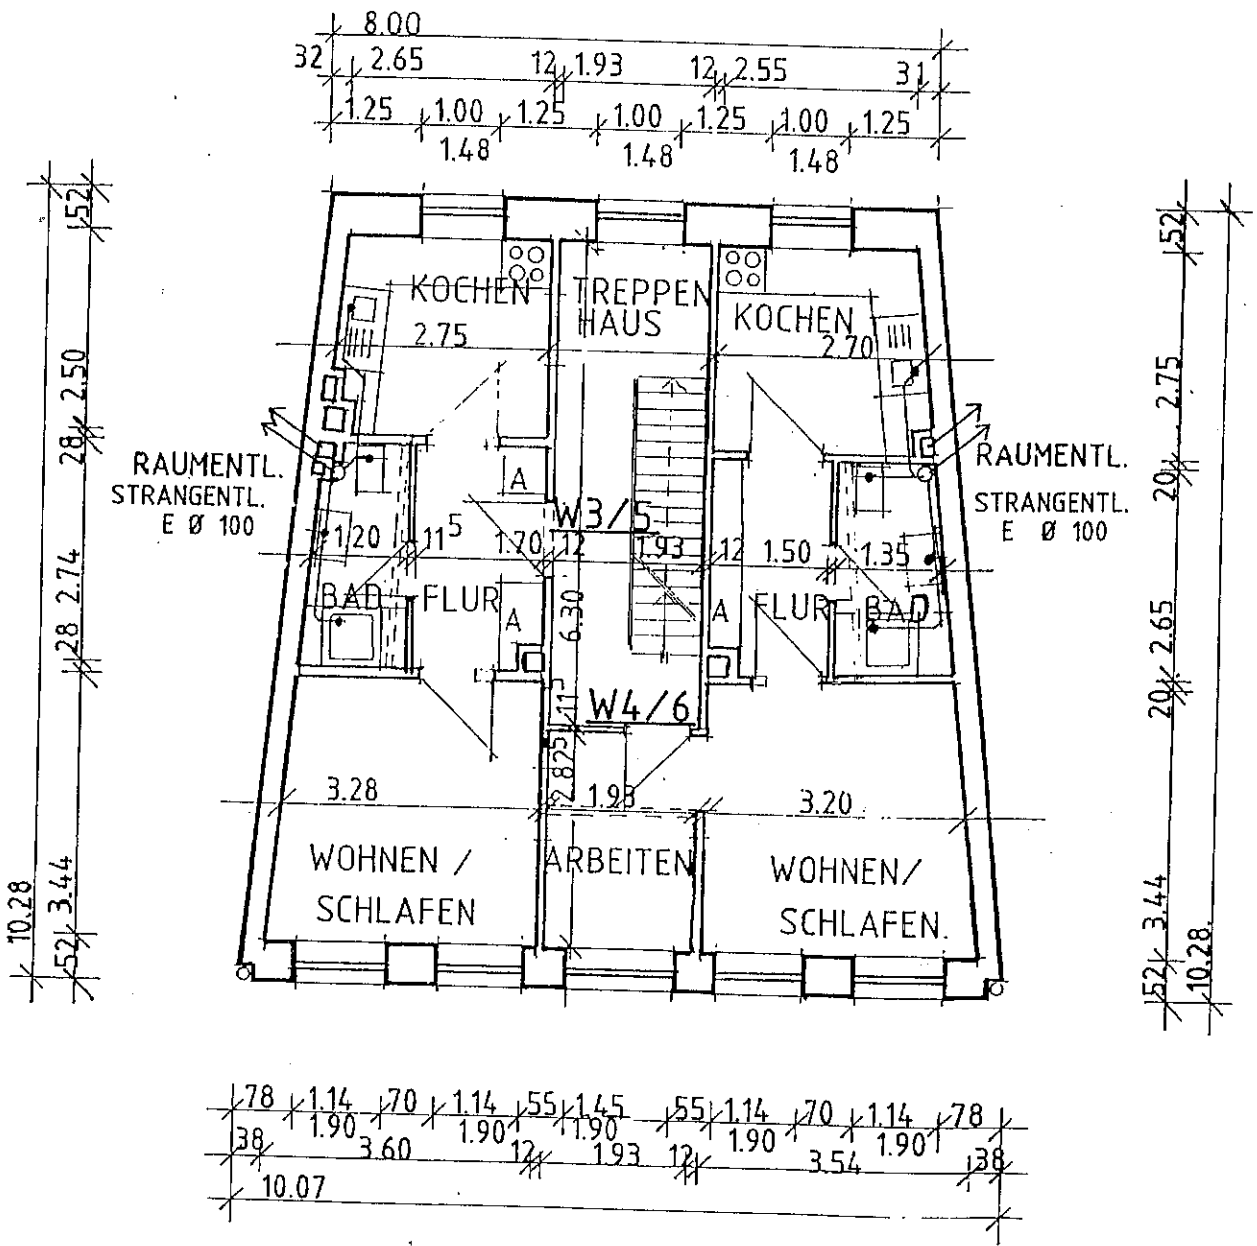 8.00
32 2.65 12 1.93 12 2.55 31
1.25 1.00 1.25 1.00 1.25 1.00 1.25
1.48 1.48 1.48
52
52
KOCHEN
TREPPEN
HAUS
KOCHEN
2.75
2.70
2.50
2.75
28
20
RAUMENTL.
STRANGENTL.
E Ø 100
RAUMENTL.
STRANGENTL.
E Ø 100
A
W3/5
1.20 11⁵ 1.70 12 1.93 12 1.50 1.35
2.74
BAD FLUR A 6.30 A FLUR BAD
28
2.65
20
11⁵
W4/6
2.82⁵
3.28 1.93 3.20
WOHNEN /
SCHLAFEN
ARBEITEN
WOHNEN/
SCHLAFEN.
10.28
3.44
52
3.44
52
10.28.
78 1.14 70 1.14 55 1.45 55 1.14 70 1.14 78
1.90 1.90 1.90 1.90 1.90
38 3.60 12 1.93 12 3.54 38
10.07